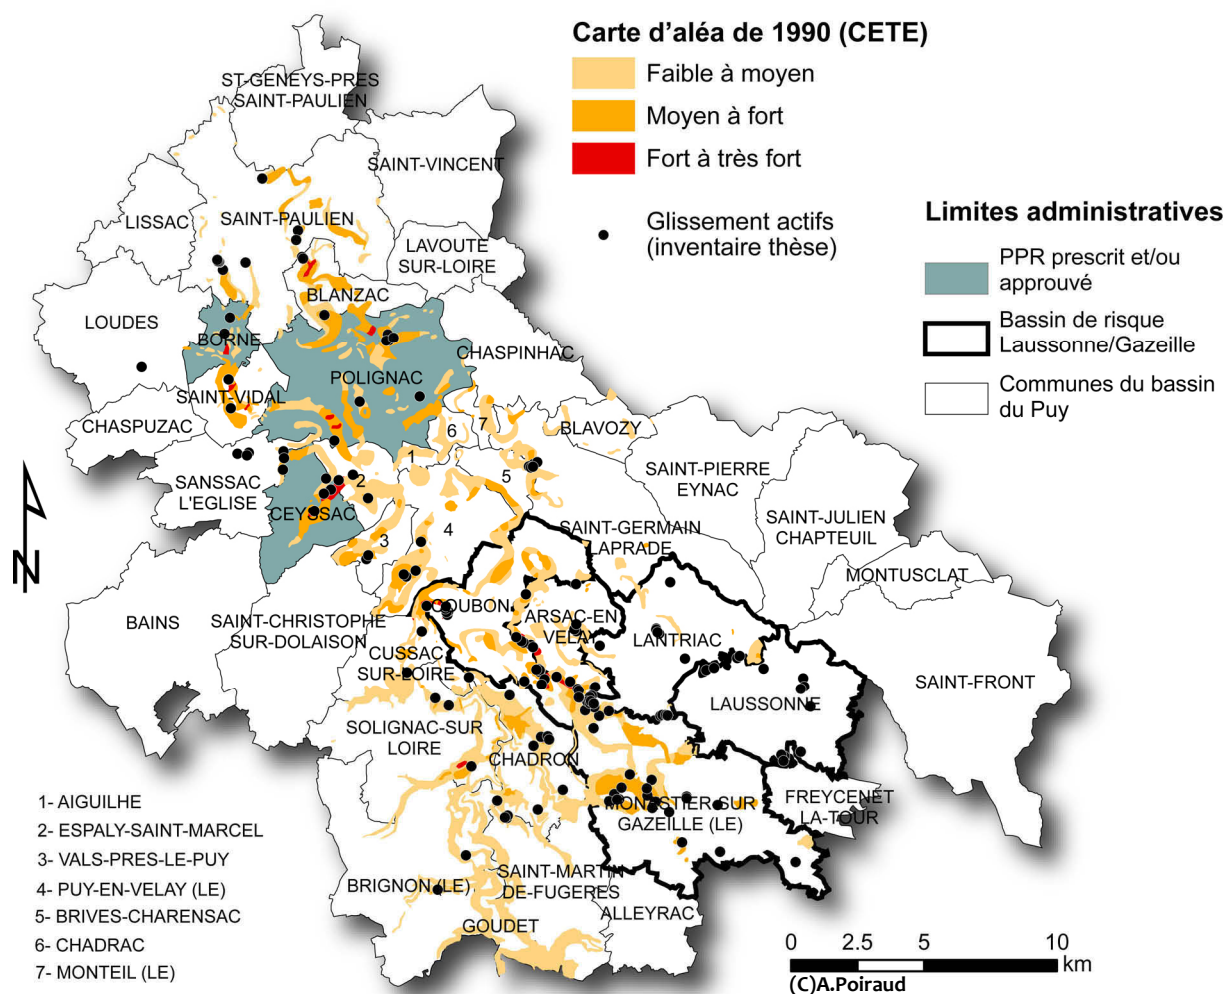 Carte d'aléa de 1990 (CETE)
Faible à moyen
Moyen à fort
Fort à très fort
Glissement actifs
(inventaire thèse)
Limites administratives
PPR prescrit et/ou
approuvé
Bassin de risque
Laussonne/Gazeille
Communes du bassin
du Puy
ST-GENEYS-PRES
SAINT-PAULIEN
SAINT-VINCENT
LISSAC
SAINT-PAULIEN
LAVOUTE
SUR-LOIRE
BLANZAC
LOUDES
BORNE
CHASPINHAC
POLIGNAC
SAINT-VIDAL
CHASPUZAC
6
7
BLAVOZY
1
SANSSAC
L'EGLISE
2
5
SAINT-PIERRE
EYNAC
CEYSSAC
3
4
SAINT-GERMAIN
LAPRADE
SAINT-JULIEN
CHAPTEUIL
MONTUSCLAT
N
BAINS
SAINT-CHRISTOPHE
SUR-DOLAISON
COUBON
ARSAC-EN
VELAY
LANTRIAC
CUSSAC
SUR-LOIRE
SAINT-FRONT
LAUSSONNE
SOLIGNAC-SUR
LOIRE
CHADRON
MONASTIER-SUR
GAZEILLE (LE)
FREYCENET
LA-TOUR
BRIGNON (LE)
SAINT-MARTIN
DE-FUGERES
ALLEYRAC
GOUDET
1- AIGUILHE
2- ESPALY-SAINT-MARCEL
3- VALS-PRES-LE-PUY
4- PUY-EN-VELAY (LE)
5- BRIVES-CHARENSAC
6- CHADRAC
7- MONTEIL (LE)
0 2.5 5 10
km
(C)A.Poiraud